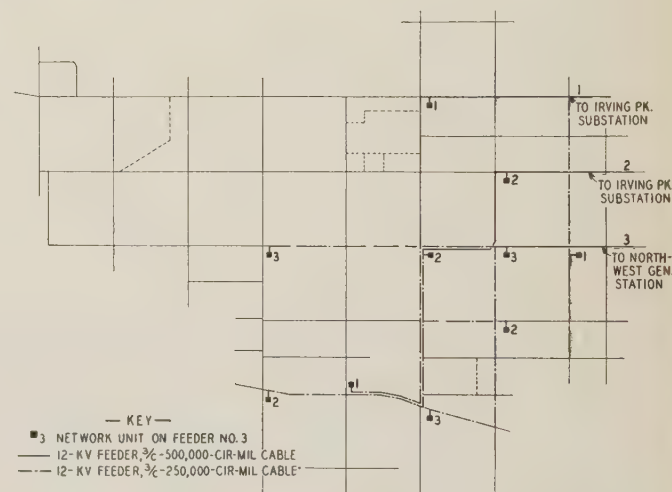 1
TO IRVING PK.
SUBSTATION
1
2
TO IRVING PK.
SUBSTATION
2
3
TO NORTH-
WEST GEN.
STATION
3
2
3
1
2
1
2
3
— KEY —
3 NETWORK UNIT ON FEEDER NO. 3
12-KV FEEDER, 3/C-500,000-CIR-MIL CABLE
12-KV FEEDER, 3/C-250,000-CIR-MIL CABLE